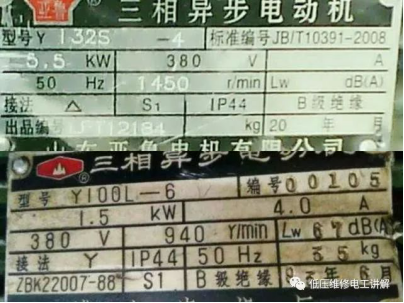 三相异步电动机
型号 Y 132S -4 标准编号 JB/T10391-2008
5.5 kW 380 V A
50 Hz 1450 r/min Lw dB(A)
接法 △ S1 IP44 B级绝缘
出品编号 12184 kg 20 年 月
有限公司
三相异步电动
型号 Y100L-6 编号 00105
1.5 kW 4.0 A
380 V 940 r/min Lw 67 dB(A)
接法 Y IP44 50 Hz 35 kg
ZBK22007-88 S1 B级绝缘 年 6 月
低压维修电工讲解